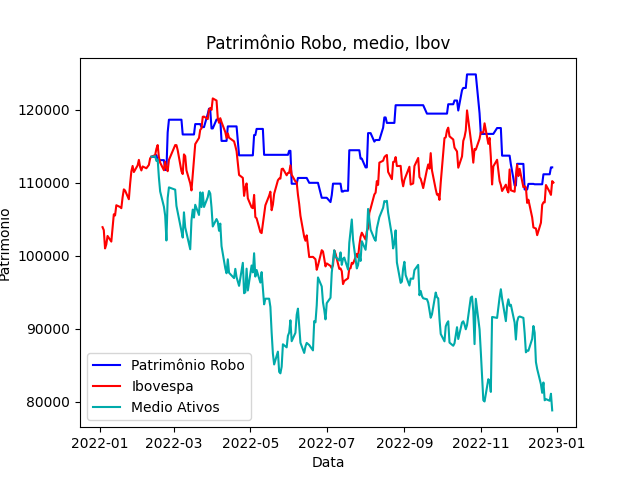 Patrimônio Robo, medio, Ibov
120000
110000
100000
90000
80000
Patrimonio
Patrimônio Robo
Ibovespa
Medio Ativos
2022-01 2022-03 2022-05 2022-07 2022-09 2022-11 2023-01
Data